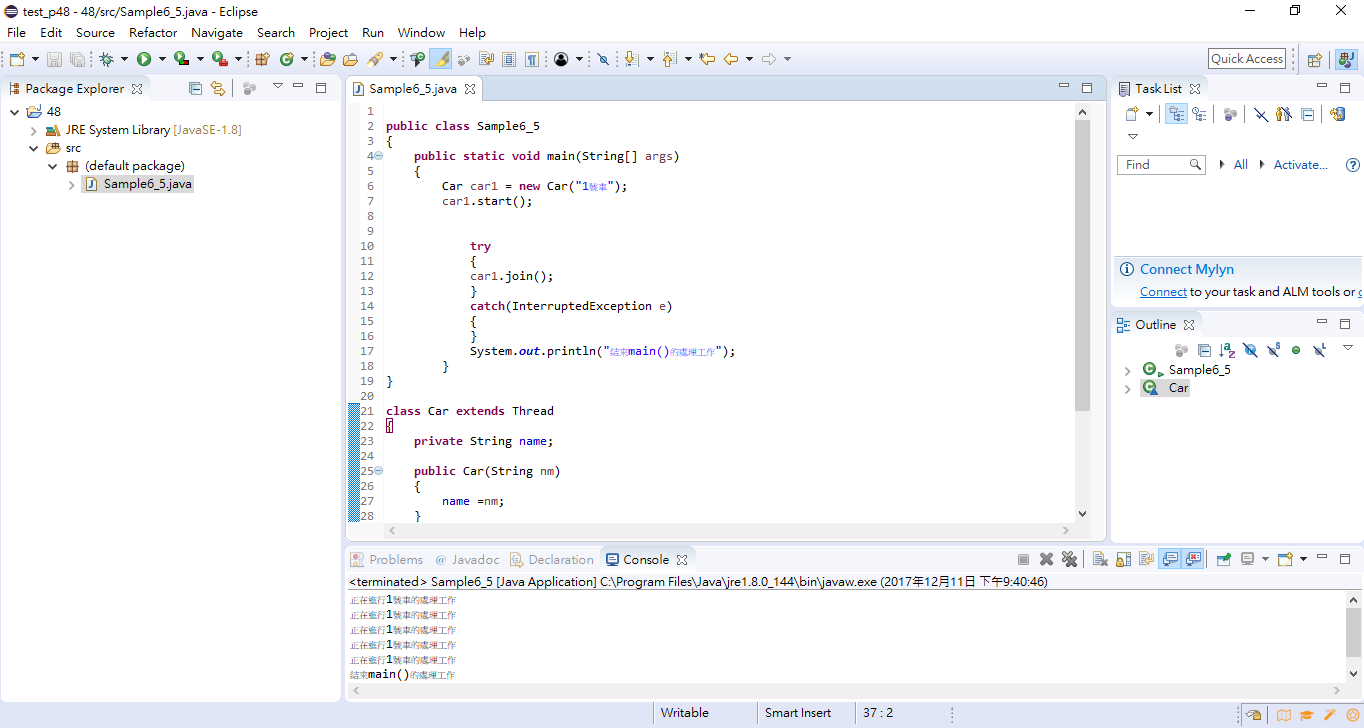 test_p48 - 48/src/Sample6_5.java - Eclipse
File Edit Source Refactor Navigate Search Project Run Window Help
Quick Access
Package Explorer
48
JRE System Library [JavaSE-1.8]
src
(default package)
Sample6_5.java
Sample6_5.java
1
2 public class Sample6_5
3 {
4 public static void main(String[] args)
5 {
6 Car car1 = new Car("1號車");
7 car1.start();
8
9
10 try
11 {
12 car1.join();
13 }
14 catch(InterruptedException e)
15 {
16 }
17 System.out.println("結束main()的處理工作");
18 }
19 }
20
21 class Car extends Thread
22 {
23 private String name;
24
25 public Car(String nm)
26 {
27 name =nm;
28 }
Task List
Find All Activate...
Connect Mylyn
Connect to your task and ALM tools or
Outline
Sample6_5
Car
Problems @ Javadoc Declaration Console
<terminated> Sample6_5 [Java Application] C:\Program Files\Java\jre1.8.0_144\bin\javaw.exe (2017年12月11日 下午9:40:46)
正在進行1號車的處理工作
正在進行1號車的處理工作
正在進行1號車的處理工作
正在進行1號車的處理工作
正在進行1號車的處理工作
結束main()的處理工作
Writable Smart Insert 37 : 2